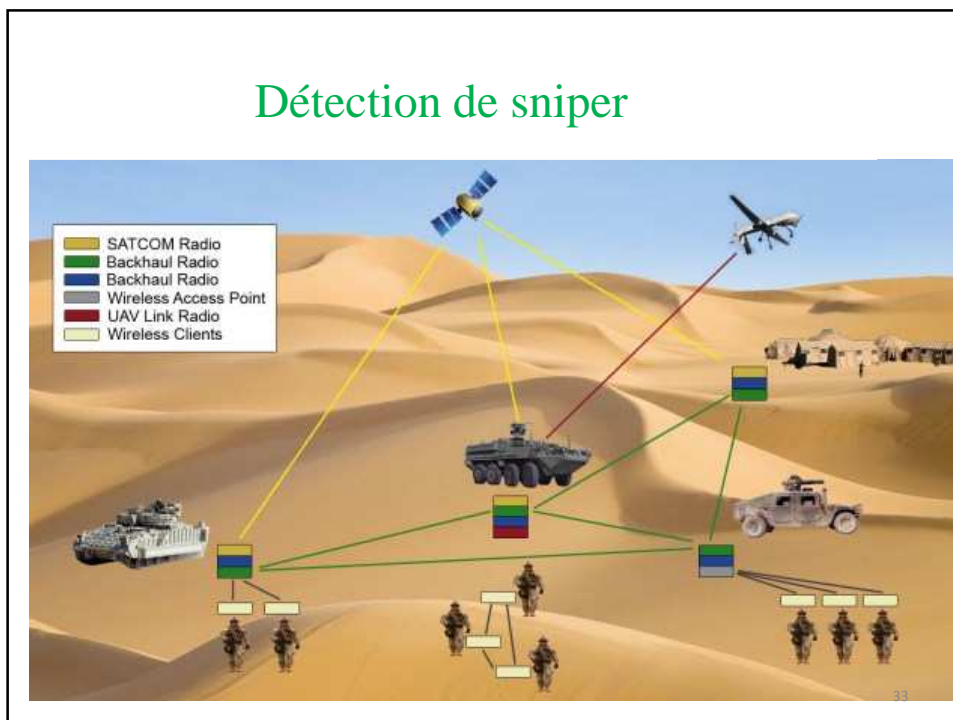 Détection de sniper
SATCOM Radio
Backhaul Radio
Backhaul Radio
Wireless Access Point
UAV Link Radio
Wireless Clients
33